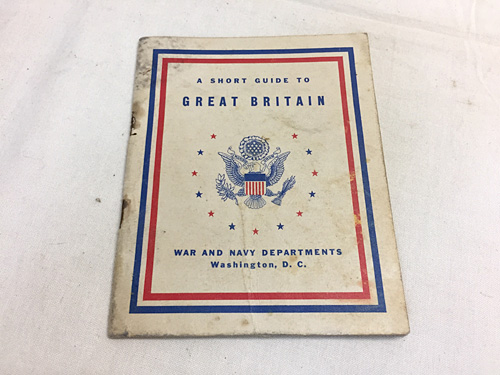 A SHORT GUIDE TO
GREAT BRITAIN
WAR AND NAVY DEPARTMENTS
Washington, D. C.